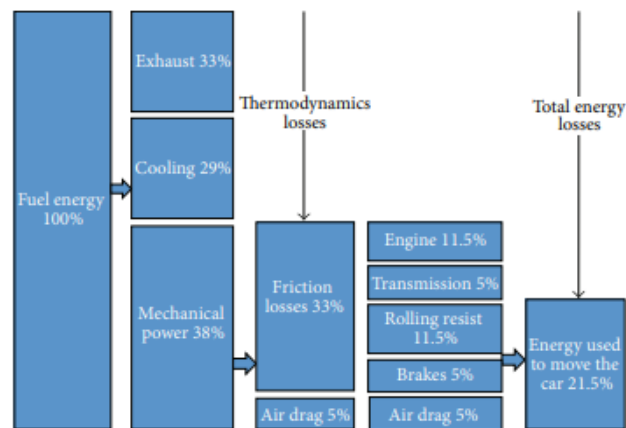 Fuel energy
100%
Exhaust 33%
Cooling 29%
Mechanical
power 38%
Thermodynamics
losses
Friction
losses 33%
Air drag 5%
Engine 11.5%
Transmission 5%
Rolling resist
11.5%
Brakes 5%
Air drag 5%
Total energy
losses
Energy used
to move the
car 21.5%